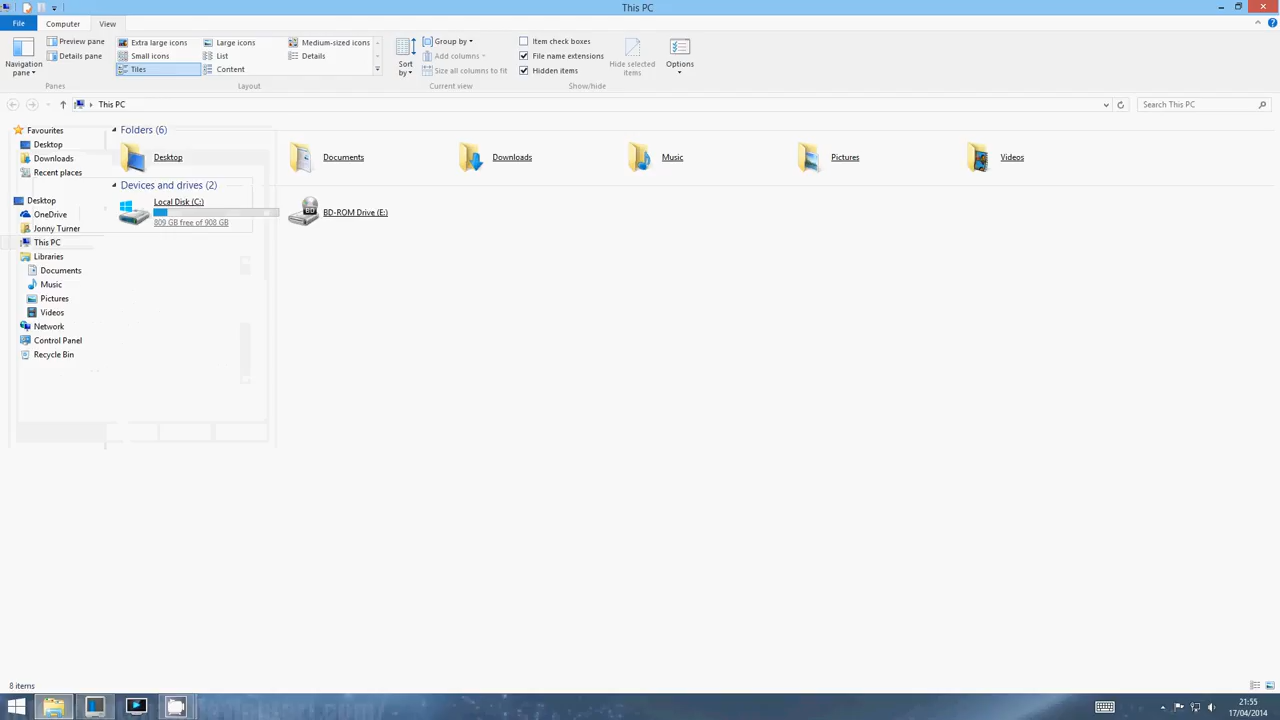 This PC
File
Computer
View
Navigation
pane
Preview pane
Details pane
Panes
Extra large icons
Large icons
Medium-sized icons
Small icons
List
Details
Tiles
Content
Layout
Sort
by
Group by
Add columns
Size all columns to fit
Current view
Item check boxes
File name extensions
Hidden items
Hide selected
items
Show/hide
Options
This PC
Search This PC
Favourites
Desktop
Downloads
Recent places
Desktop
OneDrive
Jonny Turner
This PC
Libraries
Documents
Music
Pictures
Videos
Network
Control Panel
Recycle Bin
Folders (6)
Desktop
Documents
Downloads
Music
Pictures
Videos
Devices and drives (2)
Local Disk (C:)
809 GB free of 908 GB
BD
BD-ROM Drive (E:)
8 items
21:55
17/04/2014